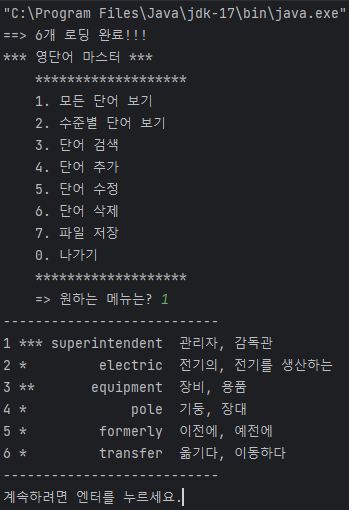 "C:\Program Files\Java\jdk-17\bin\java.exe"
==> 6개 로딩 완료!!!
*** 영단어 마스터 ***
*******************
1. 모든 단어 보기
2. 수준별 단어 보기
3. 단어 검색
4. 단어 추가
5. 단어 수정
6. 단어 삭제
7. 파일 저장
0. 나가기
*******************
=> 원하는 메뉴는? 1
---------------------------
1 *** superintendent 관리자, 감독관
2 * electric 전기의, 전기를 생산하는
3 ** equipment 장비, 용품
4 * pole 기둥, 장대
5 * formerly 이전에, 예전에
6 * transfer 옮기다, 이동하다
---------------------------
계속하려면 엔터를 누르세요.